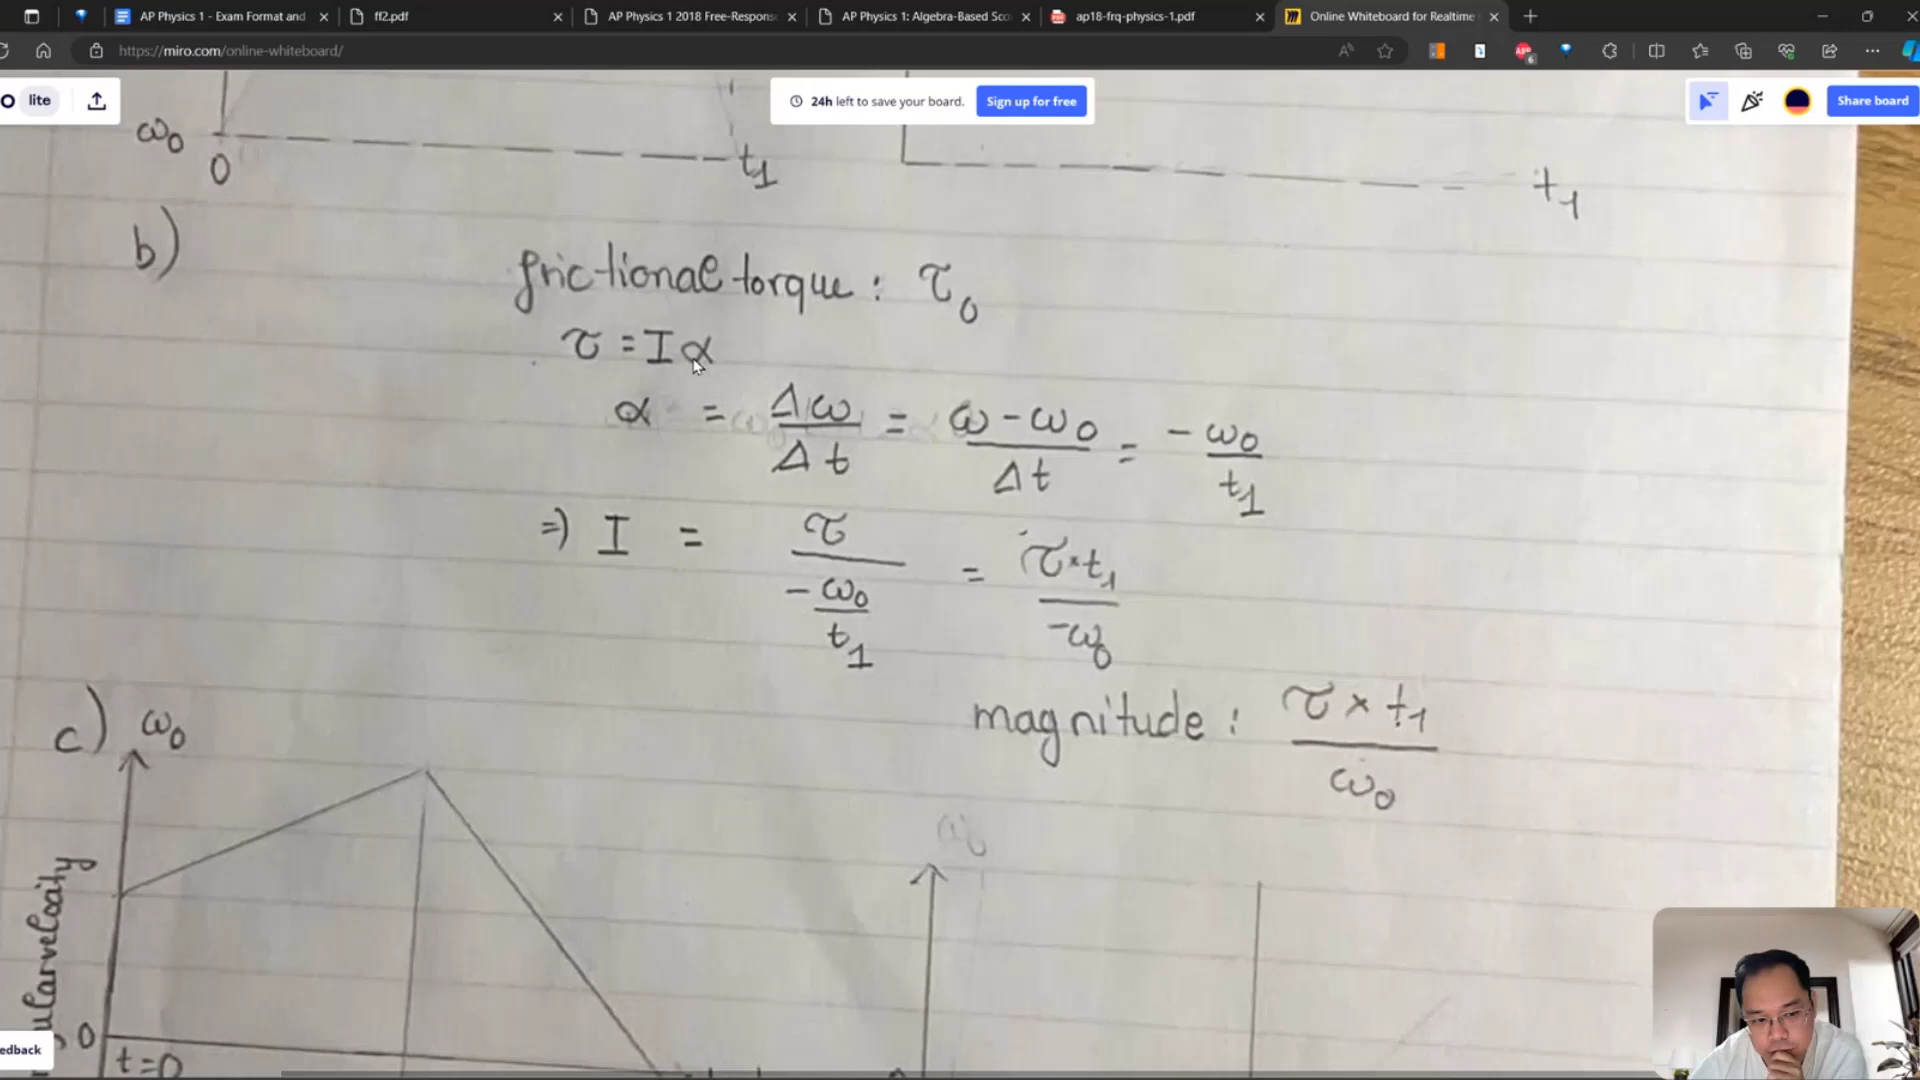 AP Physics 1 - Exam Format and
ff2.pdf
AP Physics 1 2018 Free-Respons
AP Physics 1: Algebra-Based Sco
ap18-frq-physics-1.pdf
Online Whiteboard for Realtime
https://miro.com/online-whiteboard/
lite
24h left to save your board.
Sign up for free
Share board
ω₀
0
t₁
t₁
b)
frictional torque : τ₀
τ = Iα
α = Δω/Δt = (ω - ω₀)/Δt = -ω₀/t₁
⇒ I = τ/(-ω₀/t₁) = τ × t₁/-ω₀
magnitude : τ × t₁/ω₀
c) ω₀
0
t=0
edback